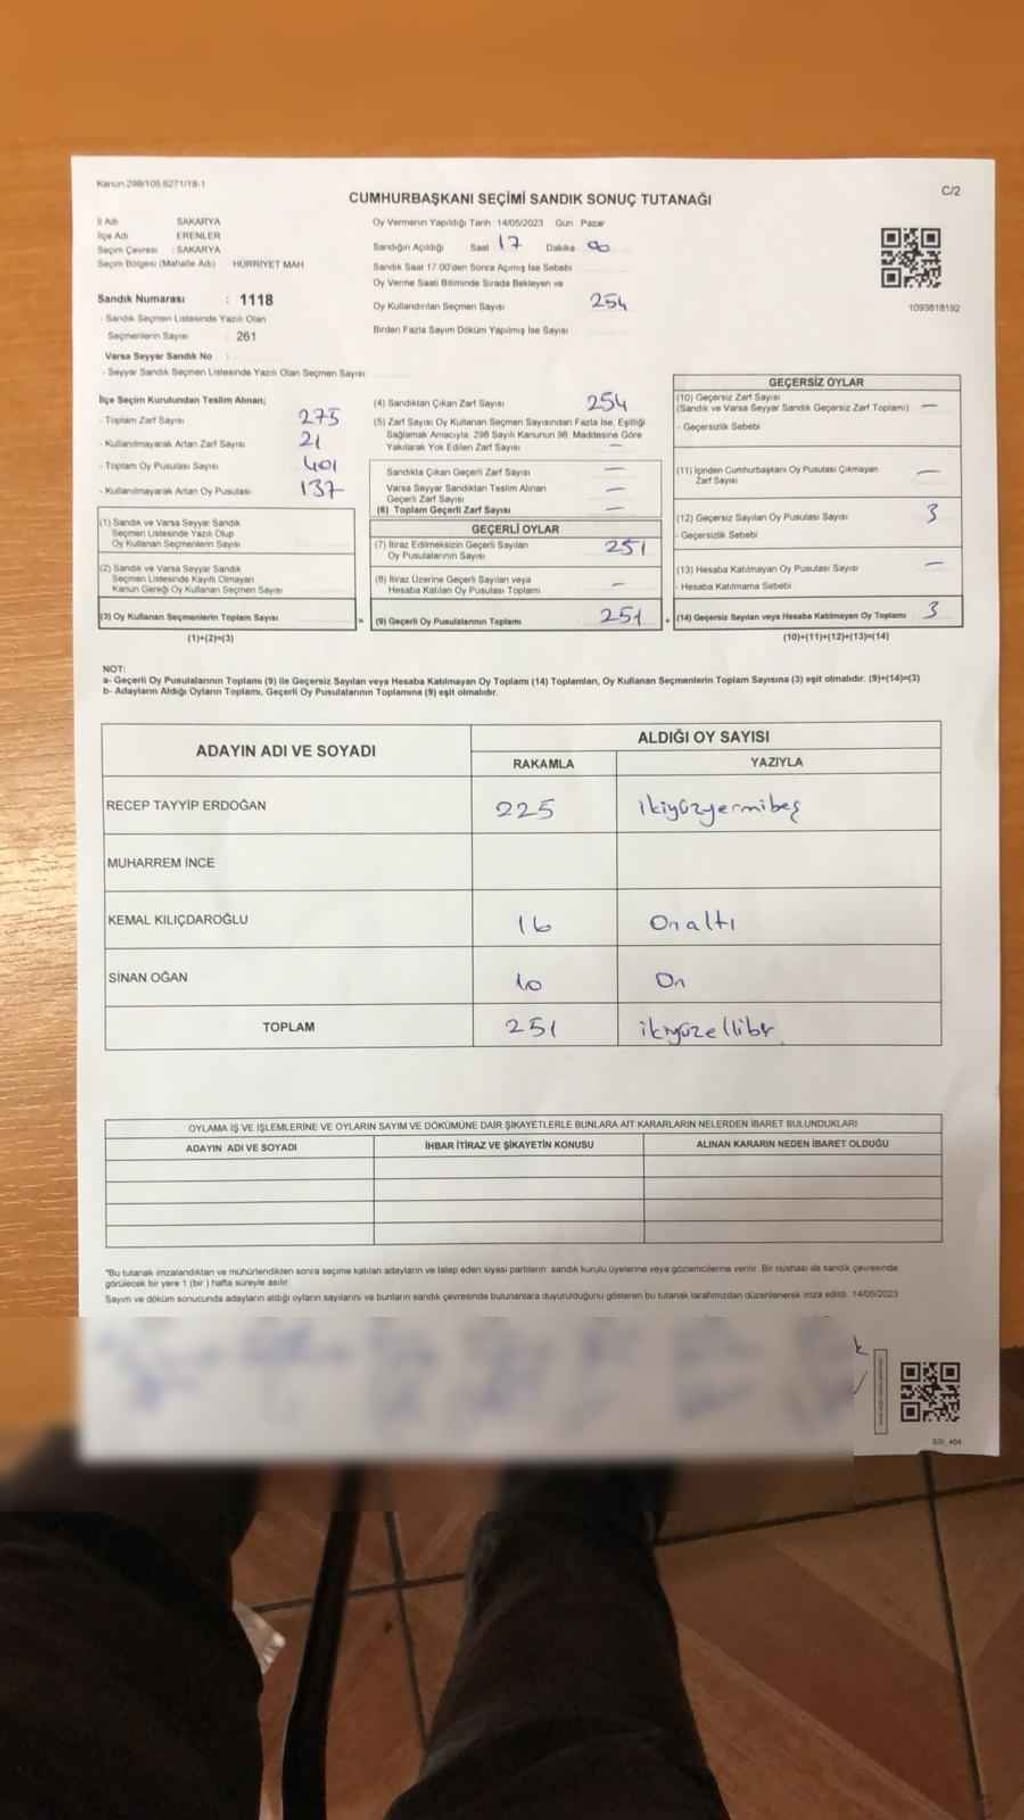 Kanun 298/105 6271/18-1
C/2
CUMHURBAŞKANI SEÇİMİ SANDIK SONUÇ TUTANAĞI
İl Adı SAKARYA
İlçe Adı ERENLER
Seçim Çevresi : SAKARYA
Seçim Bölgesi (Mahalle Adı) HÜRRİYET MAH
Sandık Numarası : 1118
- Sandık Seçmen Listesinde Yazılı Olan
Seçmenlerin Sayısı 261
Varsa Seyyar Sandık No :
- Seyyar Sandık Seçmen Listesinde Yazılı Olan Seçmen Sayısı
Oy Vermenin Yapıldığı Tarih 14/05/2023 Gün Pazar
Sandığın Açıldığı Saat 17 Dakika
Sandık Saat 17.00'den Sonra Açılmış İse Sebebi
Oy Verme Saati Bitiminde Sırada Bekleyen ve
Oy Kullandırılan Seçmen Sayısı 254
Birden Fazla Sayım Döküm Yapılmış İse Sayısı
1093618192
İlçe Seçim Kurulundan Teslim Alınan;
- Toplam Zarf Sayısı 275
- Kullanılmayarak Artan Zarf Sayısı 21
- Toplam Oy Pusulası Sayısı 401
- Kullanılmayarak Artan Oy Pusulası 137
(1) Sandık ve Varsa Seyyar Sandık
Seçmen Listesinde Yazılı Olup
Oy Kullanan Seçmenlerin Sayısı
(2) Sandık ve Varsa Seyyar Sandık
Seçmen Listesinde Kayıtlı Olmayan
Kanun Gereği Oy Kullanan Seçmen Sayısı
(3) Oy Kullanan Seçmenlerin Toplam Sayısı
(1)+(2)=(3)
(4) Sandıktan Çıkan Zarf Sayısı 254
(5) Zarf Sayısı Oy Kullanan Seçmen Sayısından Fazla İse, Eşitliği
Sağlamak Amacıyla 298 Sayılı Kanunun 98. Maddesine Göre
Yakılarak Yok Edilen Zarf Sayısı —
Sandıkta Çıkan Geçerli Zarf Sayısı —
Varsa Seyyar Sandıktan Teslim Alınan
Geçerli Zarf Sayısı —
(6) Toplam Geçerli Zarf Sayısı —
GEÇERLİ OYLAR
(7) İtiraz Edilmeksizin Geçerli Sayılan
Oy Pusulalarının Sayısı 251
(8) İtiraz Üzerine Geçerli Sayılan veya
Hesaba Katılan Oy Pusulası Toplamı —
= (9) Geçerli Oy Pusulalarının Toplamı 251
GEÇERSİZ OYLAR
(10) Geçersiz Zarf Sayısı
(Sandık ve Varsa Seyyar Sandık Geçersiz Zarf Toplamı) —
- Geçersizlik Sebebi
(11) İçinden Cumhurbaşkanı Oy Pusulası Çıkmayan
Zarf Sayısı —
(12) Geçersiz Sayılan Oy Pusulası Sayısı 3
- Geçersizlik Sebebi
(13) Hesaba Katılmayan Oy Pusulası Sayısı —
- Hesaba Katılmama Sebebi
+ (14) Geçersiz Sayılan veya Hesaba Katılmayan Oy Toplamı 3
(10)+(11)+(12)+(13)=(14)
NOT:
a- Geçerli Oy Pusulalarının Toplamı (9) ile Geçersiz Sayılan veya Hesaba Katılmayan Oy Toplamı (14) Toplamları, Oy Kullanan Seçmenlerin Toplam Sayısına (3) eşit olmalıdır. (9)+(14)=(3)
b- Adayların Aldığı Oyların Toplamı, Geçerli Oy Pusulalarının Toplamına (9) eşit olmalıdır.
ADAYIN ADI VE SOYADI
ALDIĞI OY SAYISI
RAKAMLA YAZIYLA
RECEP TAYYİP ERDOĞAN 225 ikiyüzyermibeş
MUHARREM İNCE
KEMAL KILIÇDAROĞLU 16 On altı
SİNAN OĞAN 10 On
TOPLAM 251 ikiyüzellibir
OYLAMA İŞ VE İŞLEMLERİNE VE OYLARIN SAYIM VE DÖKÜMÜNE DAİR ŞİKAYETLERLE BUNLARA AİT KARARLARIN NELERDEN İBARET BULUNDUKLARI
ADAYIN ADI VE SOYADI İHBAR İTİRAZ VE ŞİKAYETİN KONUSU ALINAN KARARIN NEDEN İBARET OLDUĞU
"Bu tutanak imzalandıktan ve mühürlendikten sonra seçime katılan adayların ve talep eden siyasi partilerin sandık kurulu üyelerine veya gözlemcilerine verilir. Bir nüshası da sandık çevresinde
görülecek bir yere 1 (bir) hafta süreyle asılır.
Sayım ve döküm sonucunda adayların aldığı oyların sayılarını ve bunların sandık çevresinde bulunanlara duyurulduğunu gösteren bu tutanak tarafımızdan düzenlenerek imza edildi. 14/05/2023